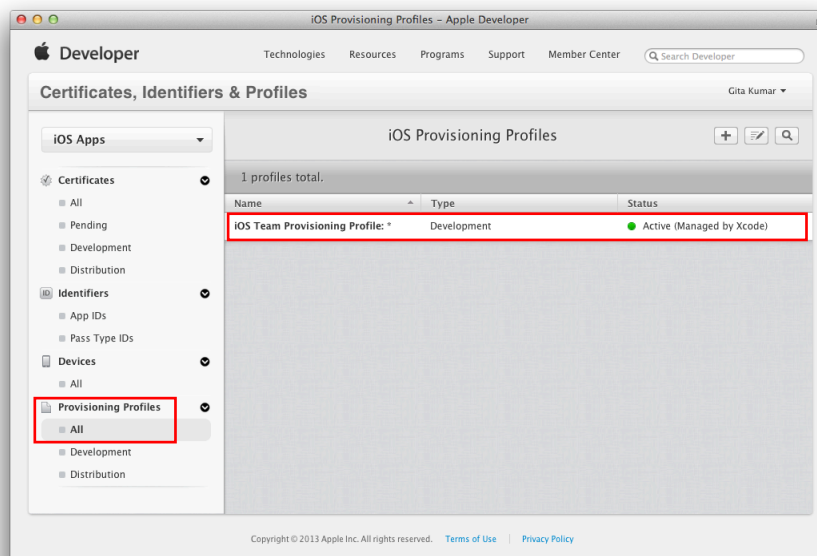 iOS Provisioning Profiles – Apple Developer
Developer
Technologies Resources Programs Support Member Center Search Developer
Certificates, Identifiers & Profiles
Gita Kumar
iOS Apps
iOS Provisioning Profiles
Certificates
All
Pending
Development
Distribution
ID Identifiers
App IDs
Pass Type IDs
Devices
All
Provisioning Profiles
All
Development
Distribution
1 profiles total.
Name Type Status
iOS Team Provisioning Profile: * Development Active (Managed by Xcode)
Copyright © 2013 Apple Inc. All rights reserved. Terms of Use Privacy Policy